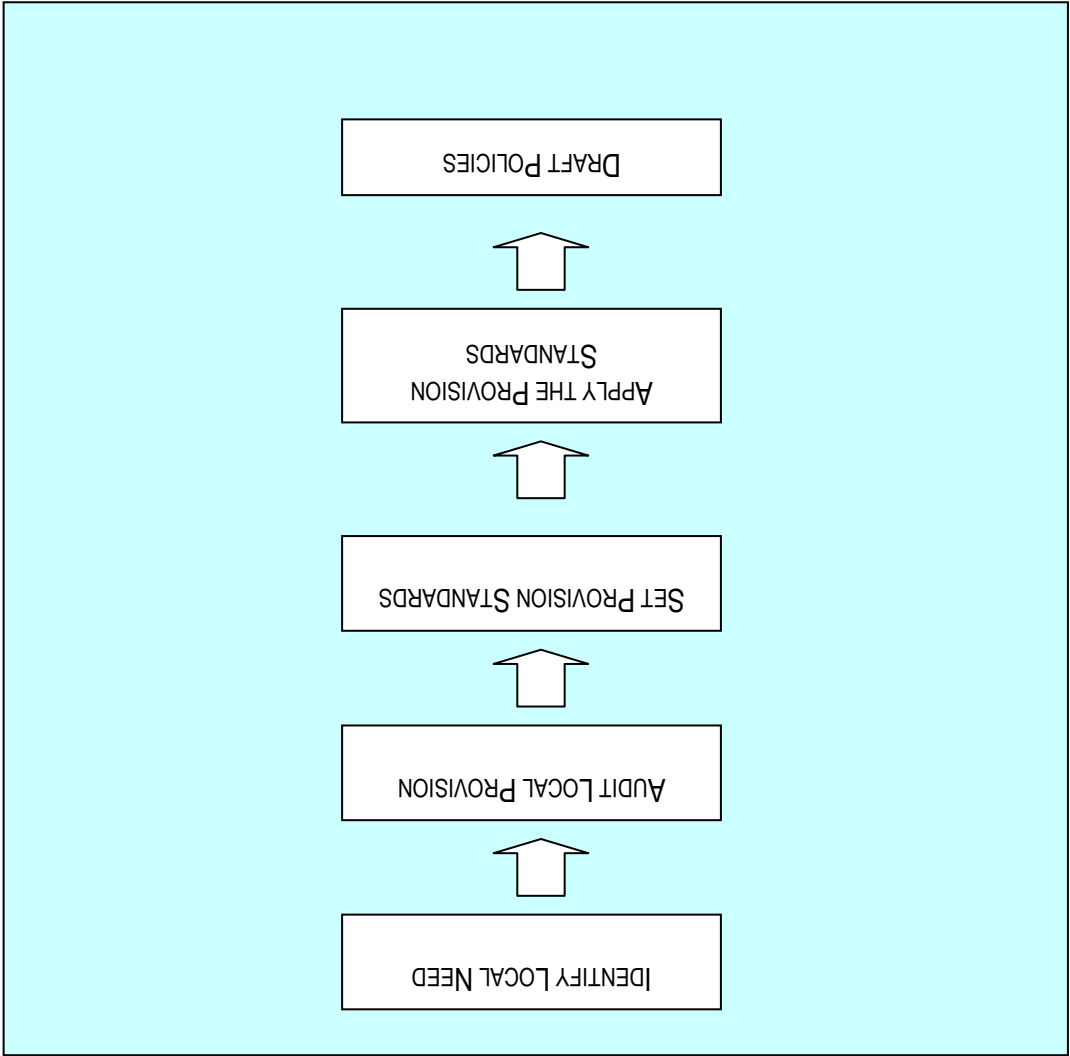 IDENTIFY LOCAL NEED
AUDIT LOCAL PROVISION
SET PROVISION STANDARDS
APPLY THE PROVISION
STANDARDS
DRAFT POLICIES